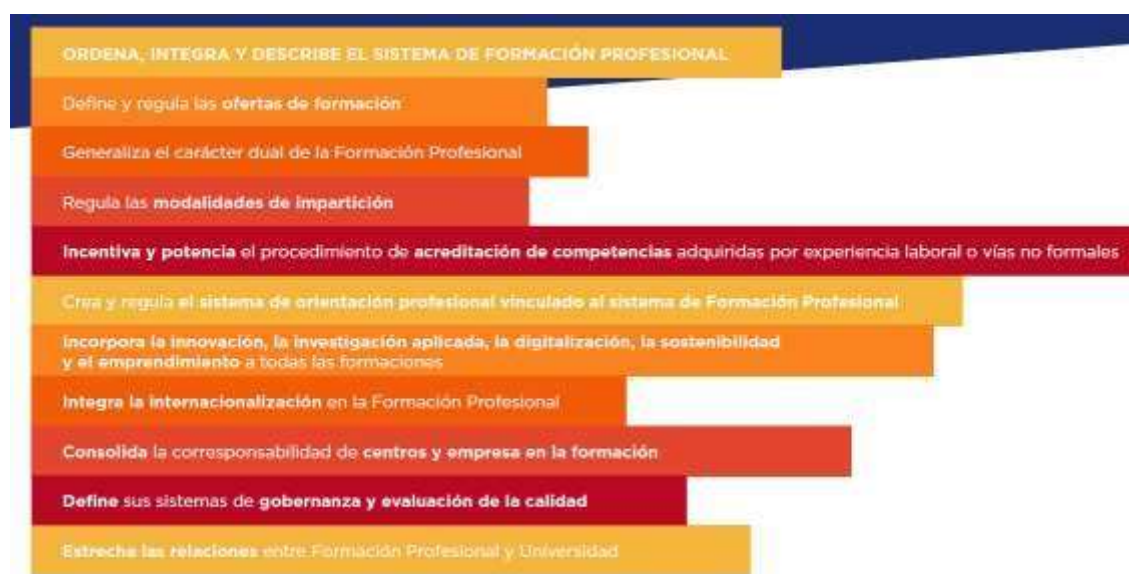 ORDENA, INTEGRA Y DESCRIBE EL SISTEMA DE FORMACIÓN PROFESIONAL
Define y regula las ofertas de formación
Generaliza el carácter dual de la Formación Profesional
Regula las modalidades de impartición
Incentiva y potencia el procedimiento de acreditación de competencias adquiridas por experiencia laboral o vías no formales
Crea y regula el sistema de orientación profesional vinculado al sistema de Formación Profesional
Incorpora la innovación, la investigación aplicada, la digitalización, la sostenibilidad
y el emprendimiento a todas las formaciones
Integra la internacionalización en la Formación Profesional
Consolida la corresponsabilidad de centros y empresa en la formación
Define sus sistemas de gobernanza y evaluación de la calidad
Estrecha las relaciones entre Formación Profesional y Universidad